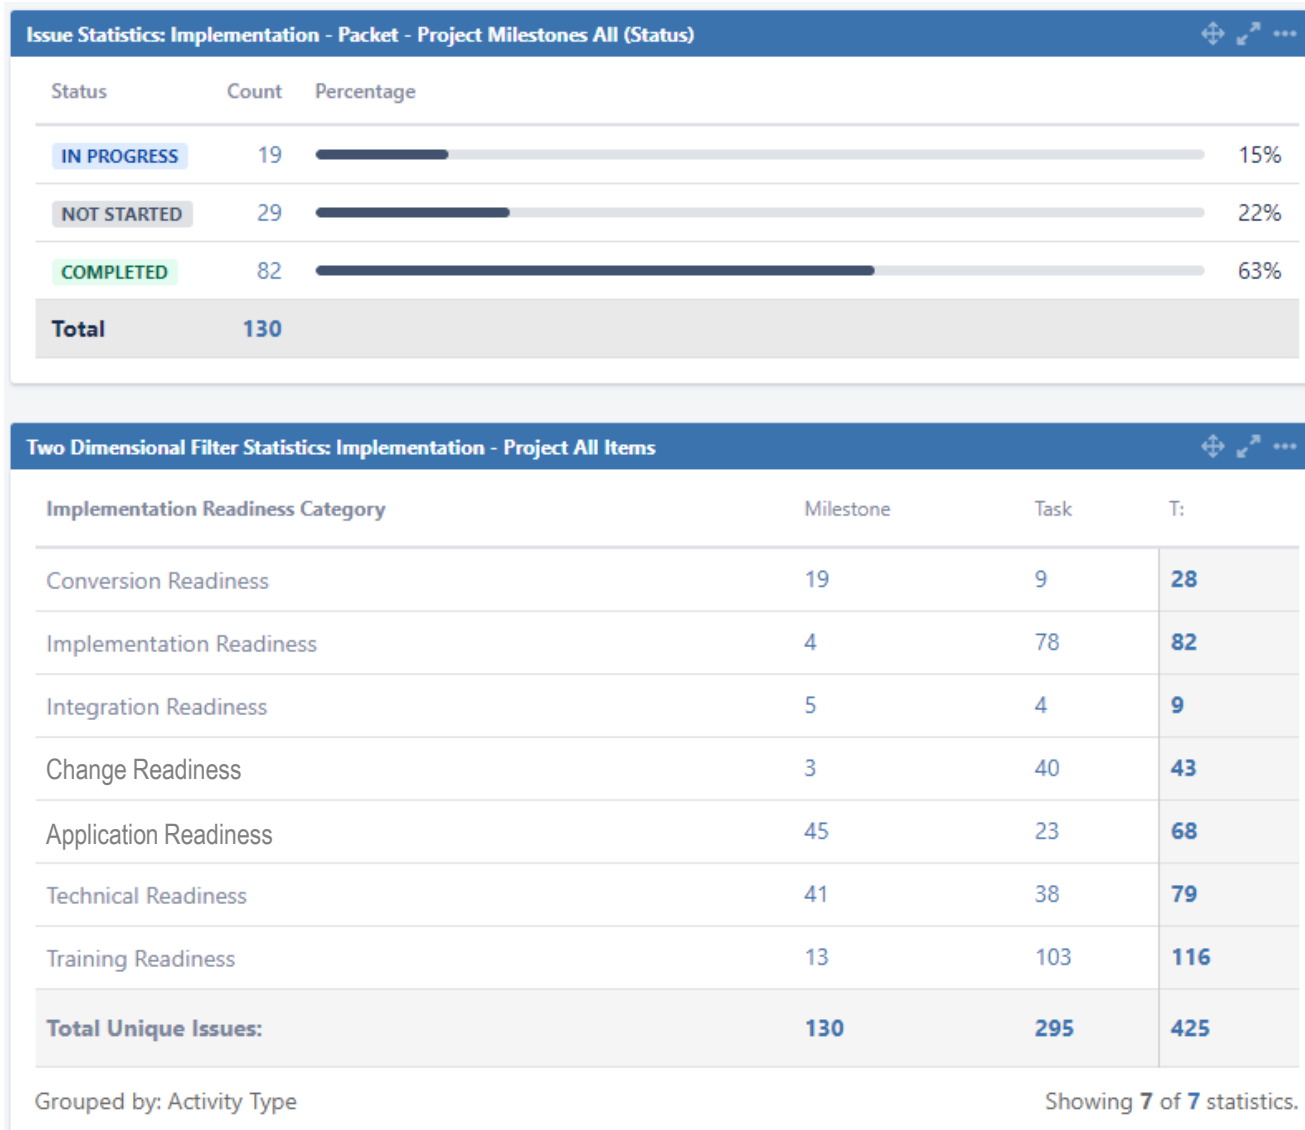 Issue Statistics: Implementation - Packet - Project Milestones All (Status)
Status Count Percentage
IN PROGRESS 19 15%
NOT STARTED 29 22%
COMPLETED 82 63%
Total 130
Two Dimensional Filter Statistics: Implementation - Project All Items
Implementation Readiness Category Milestone Task T:
Conversion Readiness 19 9 28
Implementation Readiness 4 78 82
Integration Readiness 5 4 9
Change Readiness 3 40 43
Application Readiness 45 23 68
Technical Readiness 41 38 79
Training Readiness 13 103 116
Total Unique Issues: 130 295 425
Grouped by: Activity Type Showing 7 of 7 statistics.